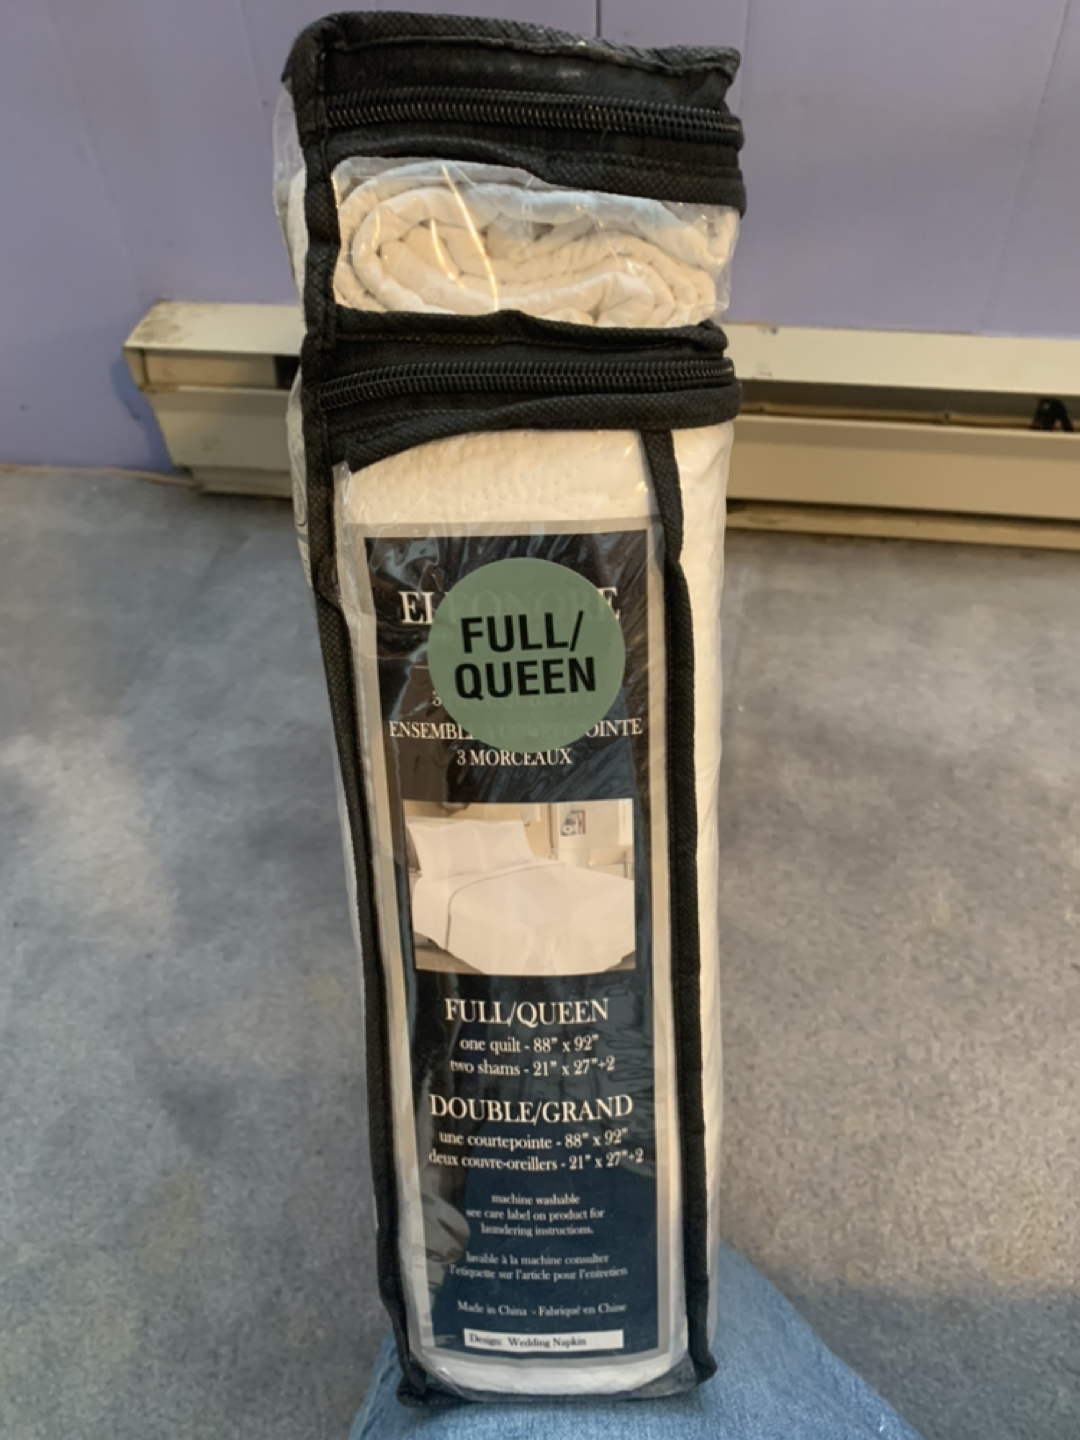 FULL/
QUEEN
3 MORCEAUX
FULL/QUEEN
one quilt - 88" x 92"
two shams - 21" x 27"+2
DOUBLE/GRAND
une courtepointe - 88" x 92"
deux couvre-oreillers - 21" x 27"+2
machine washable
see care label on product for
laundering instructions.
lavable à la machine consulter
l'etiquette sur l'article pour l'entretien
Made in China - Fabriqué en Chine
Design: Wedding Napkin